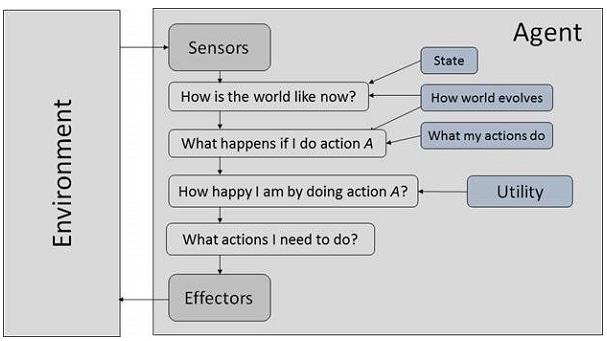 Agent
Environment
Sensors
State
How is the world like now?
How world evolves
What my actions do
What happens if I do action A
How happy I am by doing action A?
Utility
What actions I need to do?
Effectors